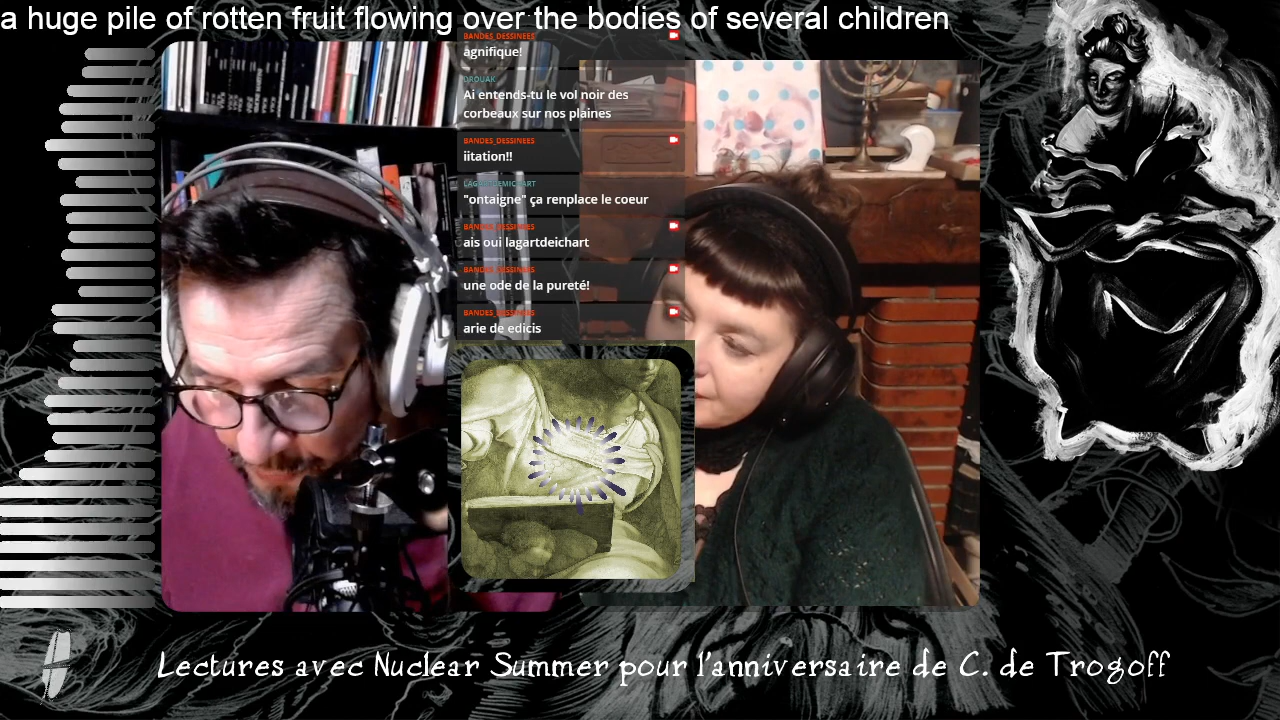 a huge pile of rotten fruit flowing over the bodies of several children
BANDES_DESSINEES
agnifique!
DROUAK
Ai entends-tu le vol noir des
corbeaux sur nos plaines
BANDES_DESSINEES
iitation!!
"ontaigne" ça renplace le coeur
BANDES_DESSINEES
ais oui lagartdeichart
BANDES_DESSINEES
une ode de la pureté!
BANDES_DESSINEES
arie de edicis
Lectures avec Nuclear Summer pour l'anniversaire de C. de Trogoff